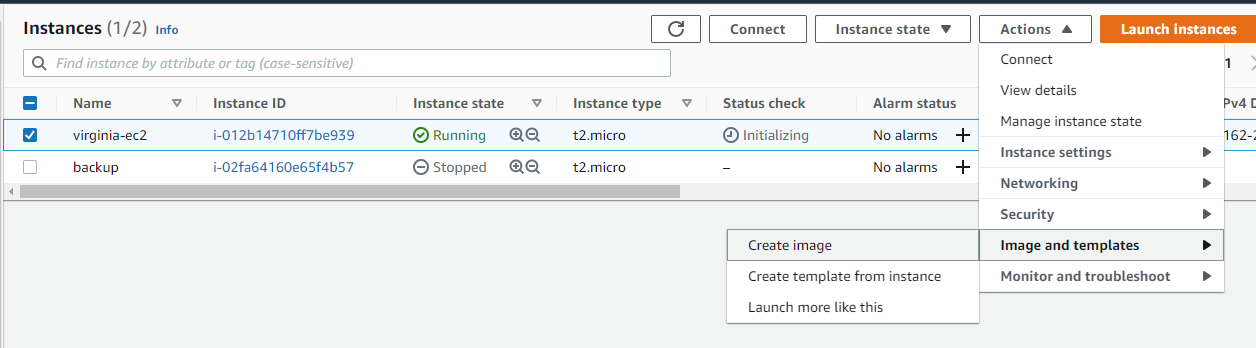 Instances (1/2) Info
Connect
Instance state
Actions
Launch instances
Find instance by attribute or tag (case-sensitive)
1
Name Instance ID Instance state Instance type Status check Alarm status Pv4 D
virginia-ec2 i-012b14710ff7be939 Running t2.micro Initializing No alarms 162-2
backup i-02fa64160e65f4b57 Stopped t2.micro – No alarms
Connect
View details
Manage instance state
Instance settings
Networking
Security
Image and templates
Monitor and troubleshoot
Create image
Create template from instance
Launch more like this